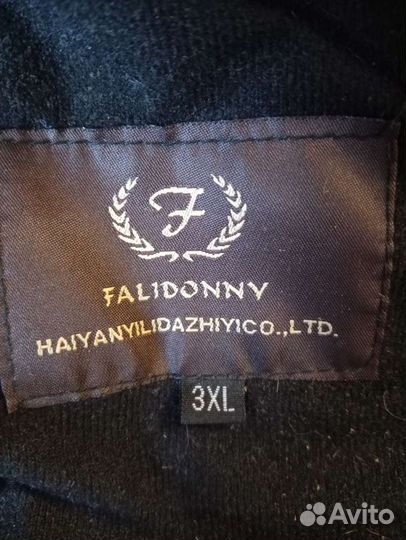 F
FALIDONNY
HAIYANYILIDAZHIYICO.,LTD.
3XL
Avito